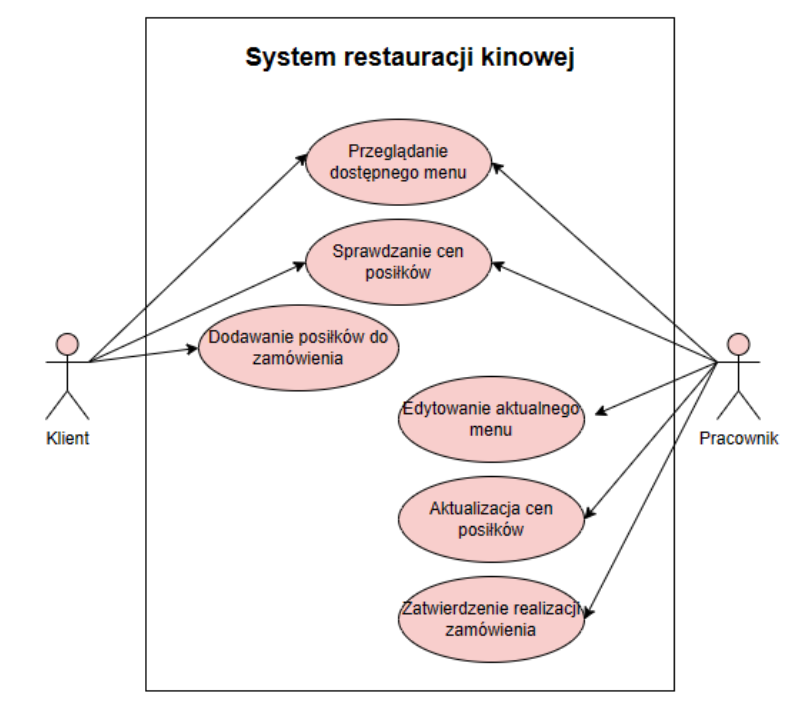 System restauracji kinowej
Przeglądanie
dostępnego menu
Sprawdzanie cen
posiłków
Dodawanie posiłków do
zamówienia
Klient
Edytowanie aktualnego
menu
Pracownik
Aktualizacja cen
posiłków
Zatwierdzenie realizacji
zamówienia